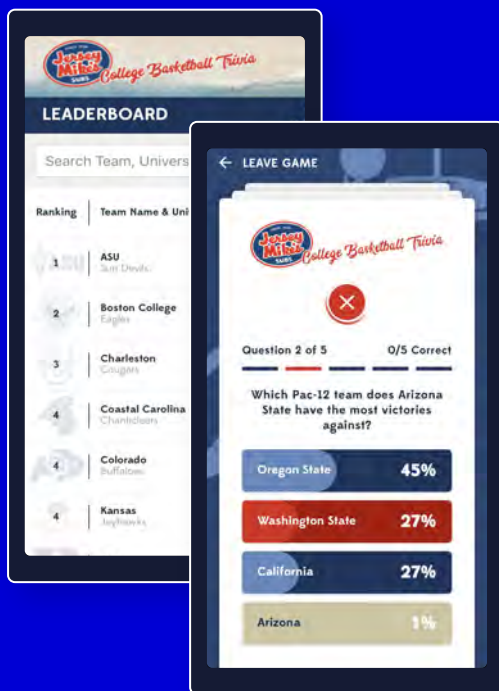 Jersey
Mike's
SUBS
College Basketball Trivia
LEADERBOARD
Search Team, Univers
Ranking
Team Name & Uni
1
ASU
Sun Devils
2
Boston College
Eagles
3
Charleston
Cougars
4
Coastal Carolina
Chanticleers
4
Colorado
Buffaloes
4
Kansas
Jayhawks
← LEAVE GAME
Jersey
Mike's
SUBS
College Basketball Trivia
Question 2 of 5
0/5 Correct
Which Pac-12 team does Arizona
State have the most victories
against?
Oregon State 45%
Washington State 27%
California 27%
Arizona 1%